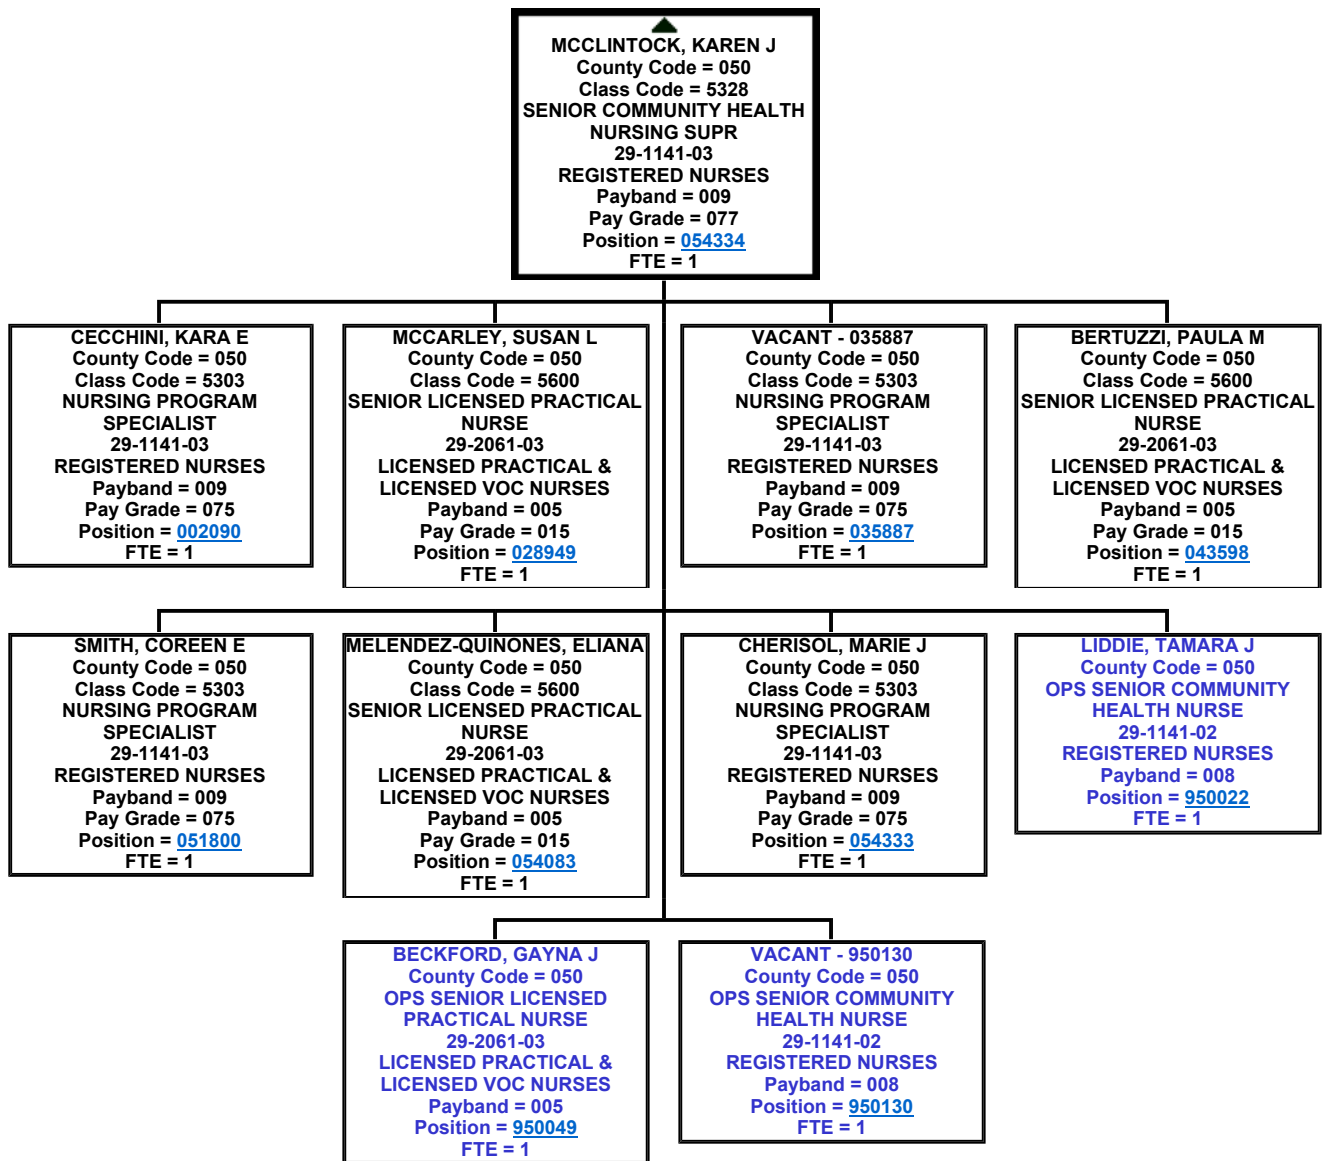 MCCLINTOCK, KAREN J
County Code = 050
Class Code = 5328
SENIOR COMMUNITY HEALTH
NURSING SUPR
29-1141-03
REGISTERED NURSES
Payband = 009
Pay Grade = 077
Position = 054334
FTE = 1
CECCHINI, KARA E
County Code = 050
Class Code = 5303
NURSING PROGRAM
SPECIALIST
29-1141-03
REGISTERED NURSES
Payband = 009
Pay Grade = 075
Position = 002090
FTE = 1
MCCARLEY, SUSAN L
County Code = 050
Class Code = 5600
SENIOR LICENSED PRACTICAL
NURSE
29-2061-03
LICENSED PRACTICAL &
LICENSED VOC NURSES
Payband = 005
Pay Grade = 015
Position = 028949
FTE = 1
VACANT - 035887
County Code = 050
Class Code = 5303
NURSING PROGRAM
SPECIALIST
29-1141-03
REGISTERED NURSES
Payband = 009
Pay Grade = 075
Position = 035887
FTE = 1
BERTUZZI, PAULA M
County Code = 050
Class Code = 5600
SENIOR LICENSED PRACTICAL
NURSE
29-2061-03
LICENSED PRACTICAL &
LICENSED VOC NURSES
Payband = 005
Pay Grade = 015
Position = 043598
FTE = 1
SMITH, COREEN E
County Code = 050
Class Code = 5303
NURSING PROGRAM
SPECIALIST
29-1141-03
REGISTERED NURSES
Payband = 009
Pay Grade = 075
Position = 051800
FTE = 1
MELENDEZ-QUINONES, ELIANA
County Code = 050
Class Code = 5600
SENIOR LICENSED PRACTICAL
NURSE
29-2061-03
LICENSED PRACTICAL &
LICENSED VOC NURSES
Payband = 005
Pay Grade = 015
Position = 054083
FTE = 1
CHERISOL, MARIE J
County Code = 050
Class Code = 5303
NURSING PROGRAM
SPECIALIST
29-1141-03
REGISTERED NURSES
Payband = 009
Pay Grade = 075
Position = 054333
FTE = 1
LIDDIE, TAMARA J
County Code = 050
OPS SENIOR COMMUNITY
HEALTH NURSE
29-1141-02
REGISTERED NURSES
Payband = 008
Position = 950022
FTE = 1
BECKFORD, GAYNA J
County Code = 050
OPS SENIOR LICENSED
PRACTICAL NURSE
29-2061-03
LICENSED PRACTICAL &
LICENSED VOC NURSES
Payband = 005
Position = 950049
FTE = 1
VACANT - 950130
County Code = 050
OPS SENIOR COMMUNITY
HEALTH NURSE
29-1141-02
REGISTERED NURSES
Payband = 008
Position = 950130
FTE = 1